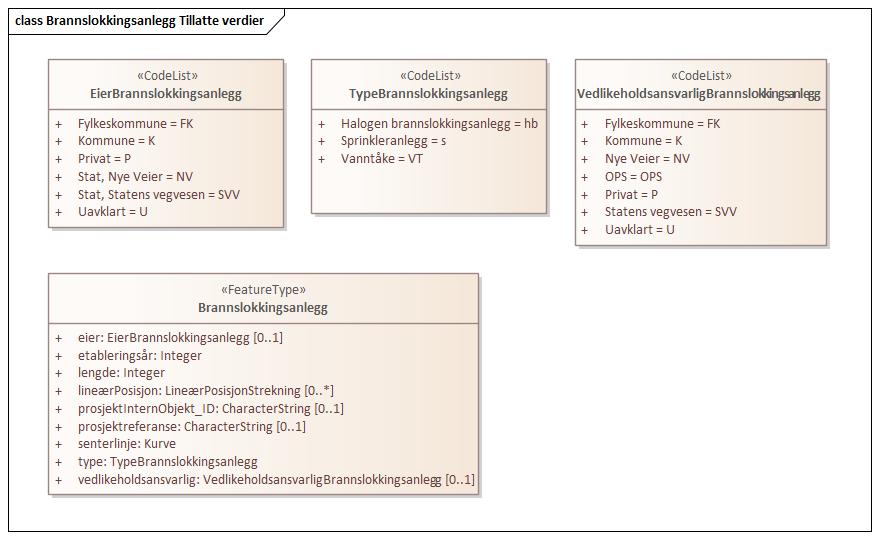 class Brannslokkingsanlegg Tillatte verdier
«CodeList»
EierBrannslokkingsanlegg
+ Fylkeskommune = FK
+ Kommune = K
+ Privat = P
+ Stat, Nye Veier = NV
+ Stat, Statens vegvesen = SVV
+ Uavklart = U
«CodeList»
TypeBrannslokkingsanlegg
+ Halogen brannslokkingsanlegg = hb
+ Sprinkleranlegg = s
+ Vanntåke = VT
«CodeList»
VedlikeholdsansvarligBrannslokkingsanlegg
+ Fylkeskommune = FK
+ Kommune = K
+ Nye Veier = NV
+ OPS = OPS
+ Privat = P
+ Statens vegvesen = SVV
+ Uavklart = U
«FeatureType»
Brannslokkingsanlegg
+ eier: EierBrannslokkingsanlegg [0..1]
+ etableringsår: Integer
+ lengde: Integer
+ lineærPosisjon: LineærPosisjonStrekning [0..*]
+ prosjektInternObjekt_ID: CharacterString [0..1]
+ prosjektreferanse: CharacterString [0..1]
+ senterlinje: Kurve
+ type: TypeBrannslokkingsanlegg
+ vedlikeholdsansvarlig: VedlikeholdsansvarligBrannslokkingsanlegg [0..1]